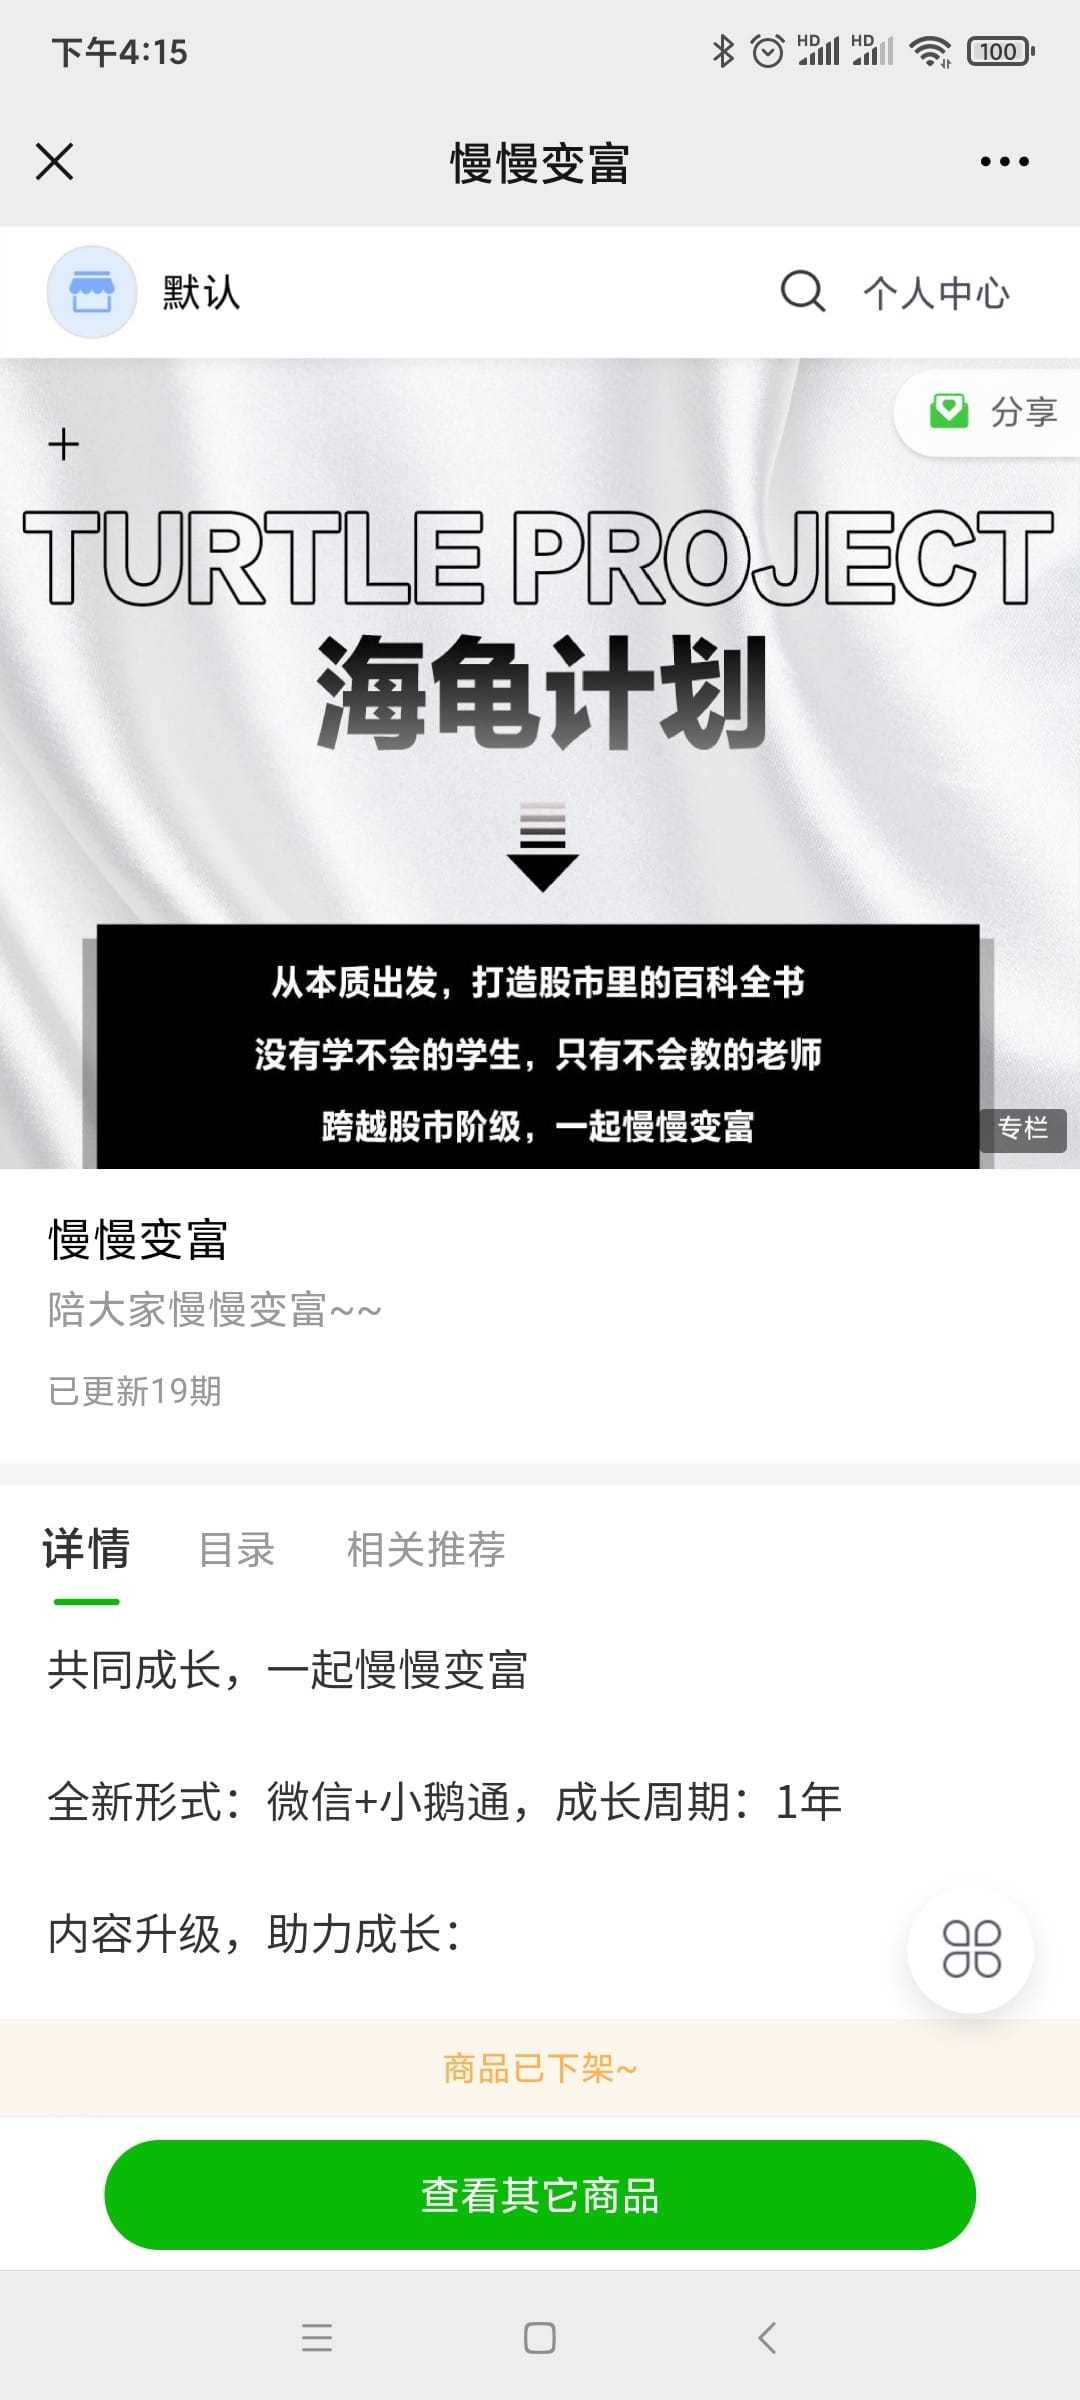 下午4:15
HD HD 100
慢慢变富
默认
个人中心
分享
TURTLE PROJECT
海龟计划
从本质出发，打造股市里的百科全书
没有学不会的学生，只有不会教的老师
跨越股市阶级，一起慢慢变富
专栏
慢慢变富
陪大家慢慢变富~~
已更新19期
详情 目录 相关推荐
共同成长，一起慢慢变富
全新形式：微信+小鹅通，成长周期：1年
内容升级，助力成长：
商品已下架~
查看其它商品